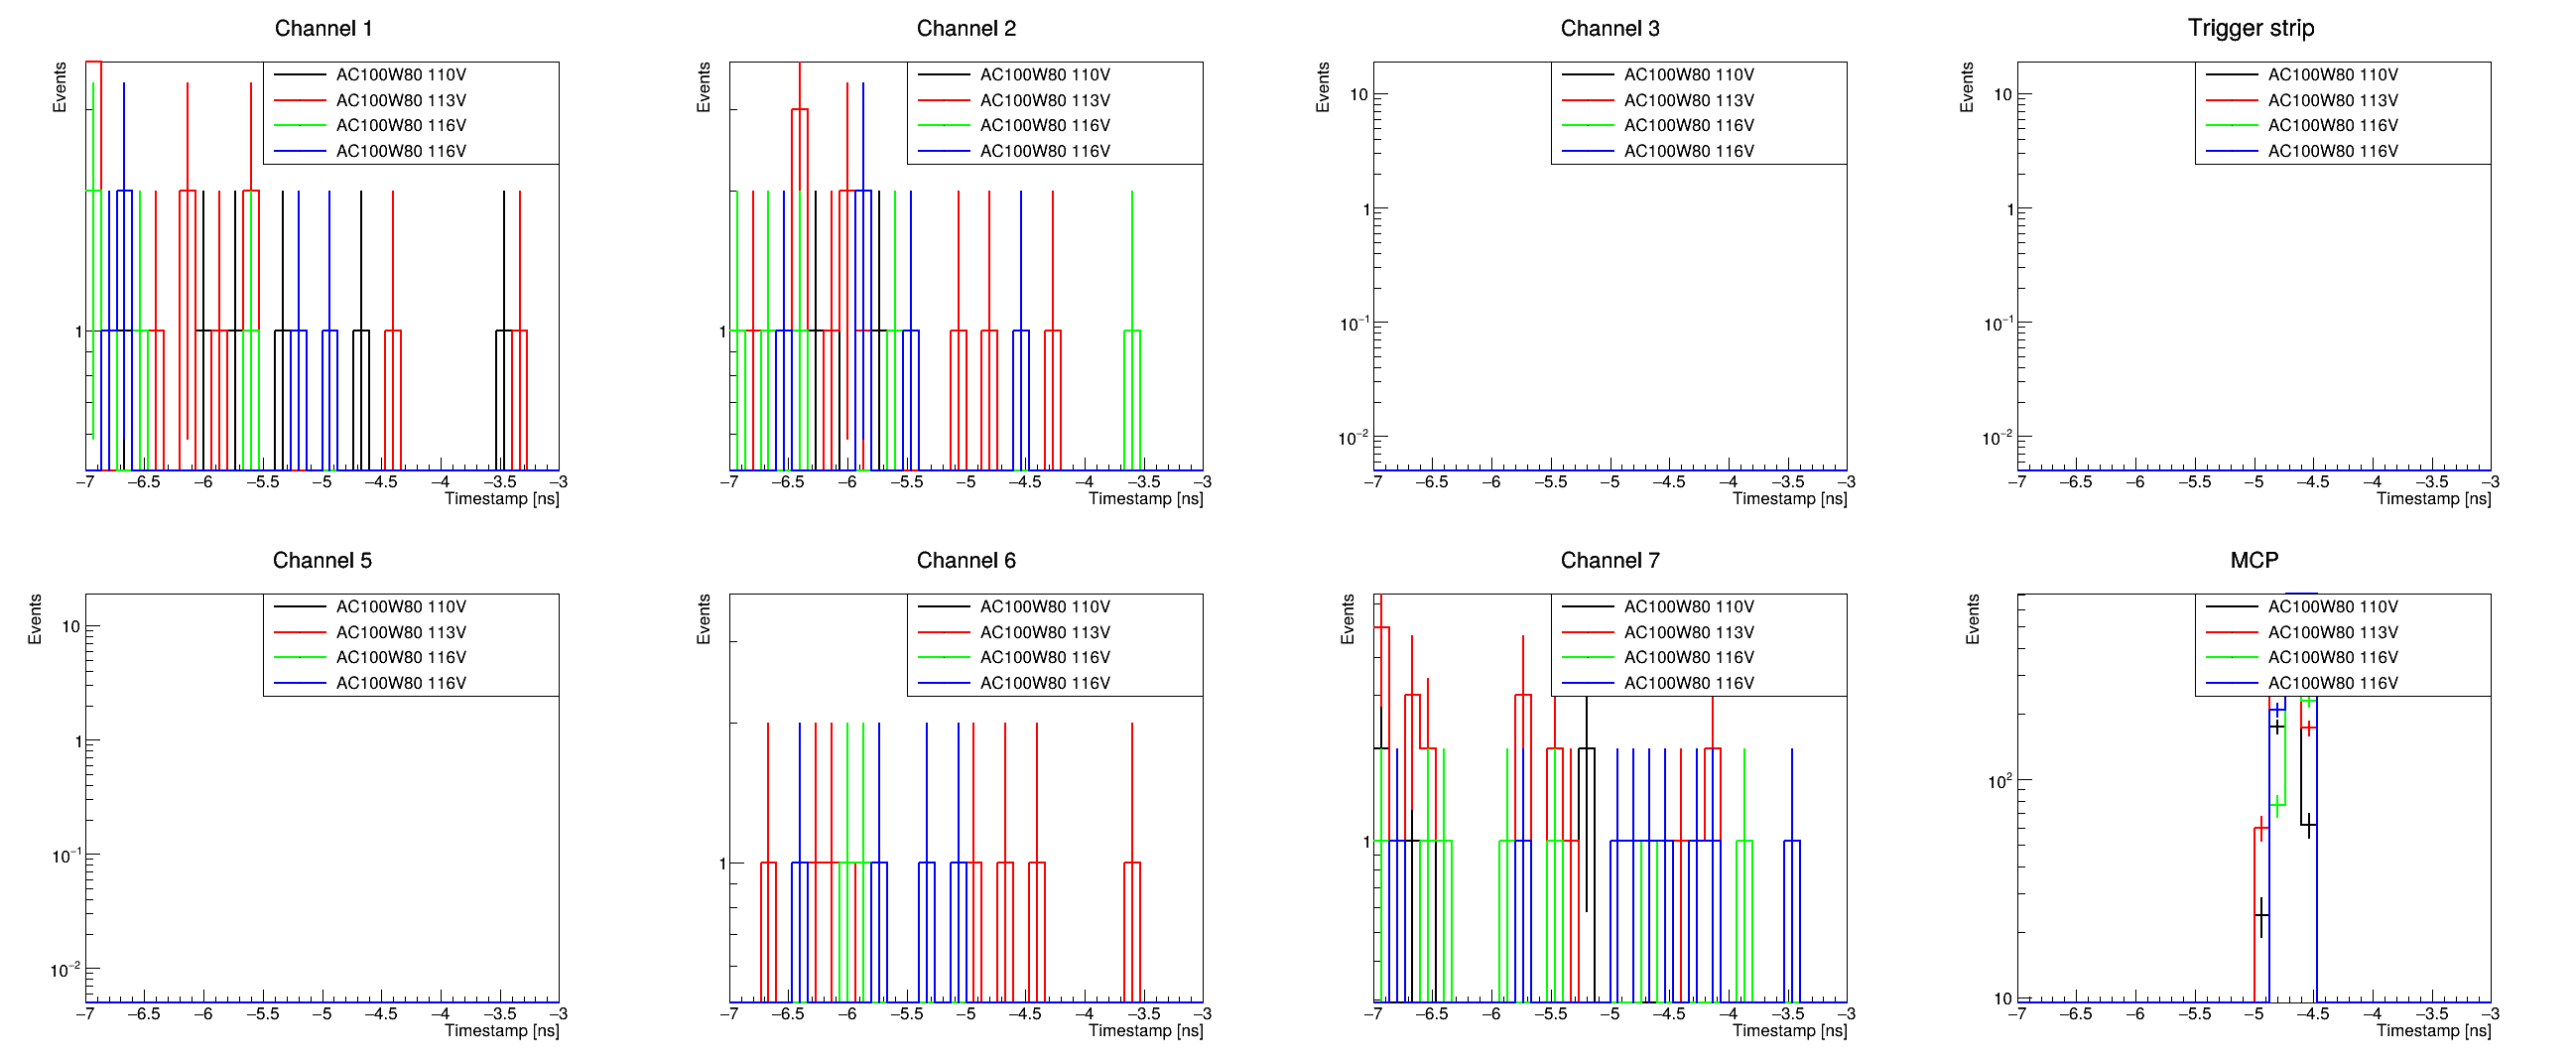 Channel 1
Events
AC100W80 110V
AC100W80 113V
AC100W80 116V
AC100W80 116V
1
−7 −6.5 −6 −5.5 −5 −4.5 −4 −3.5 −3
Timestamp [ns]
Channel 2
Events
AC100W80 110V
AC100W80 113V
AC100W80 116V
AC100W80 116V
1
−7 −6.5 −6 −5.5 −5 −4.5 −4 −3.5 −3
Timestamp [ns]
Channel 3
Events
AC100W80 110V
AC100W80 113V
AC100W80 116V
AC100W80 116V
10
1
10⁻¹
10⁻²
−7 −6.5 −6 −5.5 −5 −4.5 −4 −3.5 −3
Timestamp [ns]
Trigger strip
Events
AC100W80 110V
AC100W80 113V
AC100W80 116V
AC100W80 116V
10
1
10⁻¹
10⁻²
−7 −6.5 −6 −5.5 −5 −4.5 −4 −3.5 −3
Timestamp [ns]
Channel 5
Events
AC100W80 110V
AC100W80 113V
AC100W80 116V
AC100W80 116V
10
1
10⁻¹
10⁻²
−7 −6.5 −6 −5.5 −5 −4.5 −4 −3.5 −3
Timestamp [ns]
Channel 6
Events
AC100W80 110V
AC100W80 113V
AC100W80 116V
AC100W80 116V
1
−7 −6.5 −6 −5.5 −5 −4.5 −4 −3.5 −3
Timestamp [ns]
Channel 7
Events
AC100W80 110V
AC100W80 113V
AC100W80 116V
AC100W80 116V
1
−7 −6.5 −6 −5.5 −5 −4.5 −4 −3.5 −3
Timestamp [ns]
MCP
Events
AC100W80 110V
AC100W80 113V
AC100W80 116V
AC100W80 116V
10²
10
−7 −6.5 −6 −5.5 −5 −4.5 −4 −3.5 −3
Timestamp [ns]